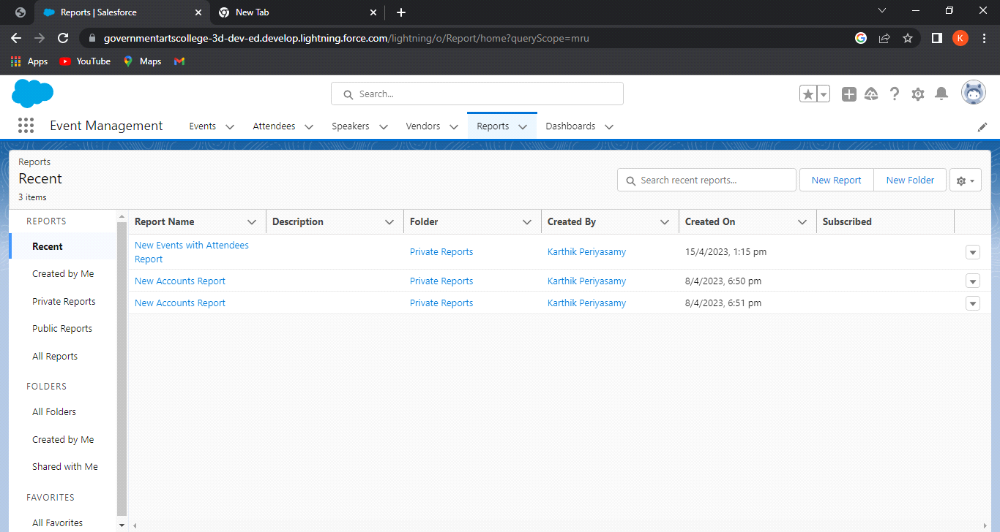 Reports | Salesforce
New Tab
governmentartscollege-3d-dev-ed.develop.lightning.force.com/lightning/o/Report/home?queryScope=mru
K
Apps YouTube Maps
Search...
Event Management Events Attendees Speakers Vendors Reports Dashboards
Reports
Recent
3 items
Search recent reports...
New Report New Folder
REPORTS
Recent
Created by Me
Private Reports
Public Reports
All Reports
FOLDERS
All Folders
Created by Me
Shared with Me
FAVORITES
All Favorites
Report Name Description Folder Created By Created On Subscribed
New Events with Attendees
Report
Private Reports Karthik Periyasamy 15/4/2023, 1:15 pm
New Accounts Report Private Reports Karthik Periyasamy 8/4/2023, 6:50 pm
New Accounts Report Private Reports Karthik Periyasamy 8/4/2023, 6:51 pm